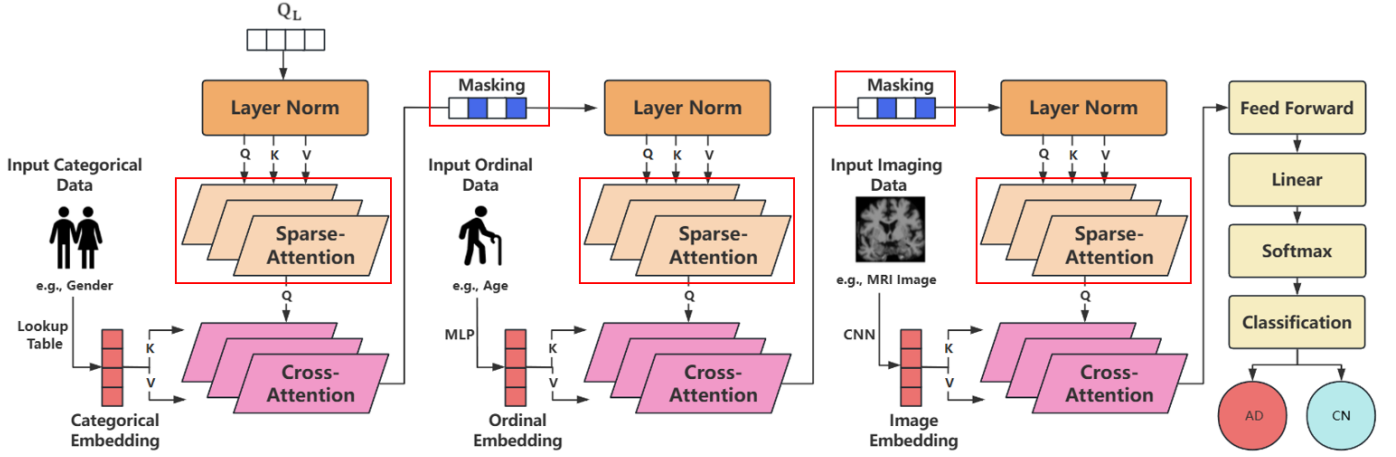 Q_L
Layer Norm
Q K V
Input Categorical
Data
e.g., Gender
Sparse-
Attention
Q
Lookup
Table
K
V
Cross-
Attention
Categorical
Embedding
Masking
Layer Norm
Q K V
Input Ordinal
Data
e.g., Age
Sparse-
Attention
Q
MLP
K
V
Cross-
Attention
Ordinal
Embedding
Masking
Layer Norm
Q K V
Input Imaging
Data
e.g., MRI Image
Sparse-
Attention
Q
CNN
K
V
Cross-
Attention
Image
Embedding
Feed Forward
Linear
Softmax
Classification
AD
CN